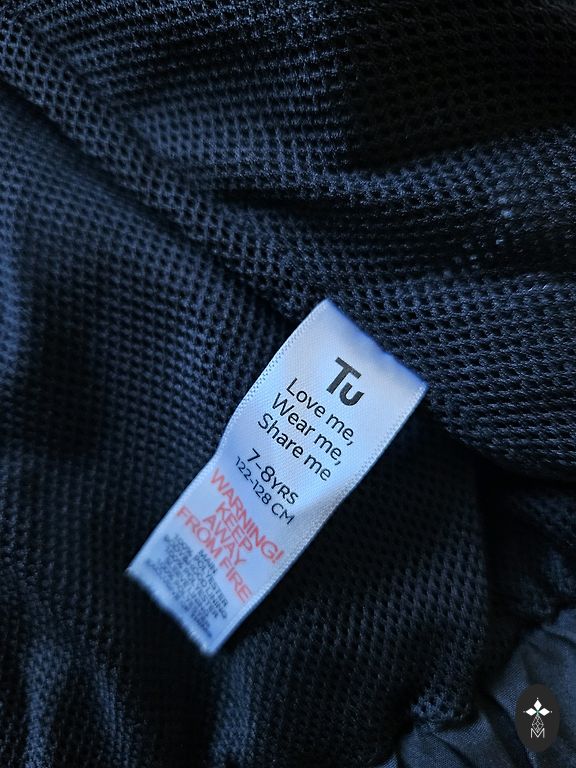 Tu
Love me,
Wear me,
Share me
7-8YRS
122-128 CM
WARNING!
KEEP
AWAY
FROM FIRE
M